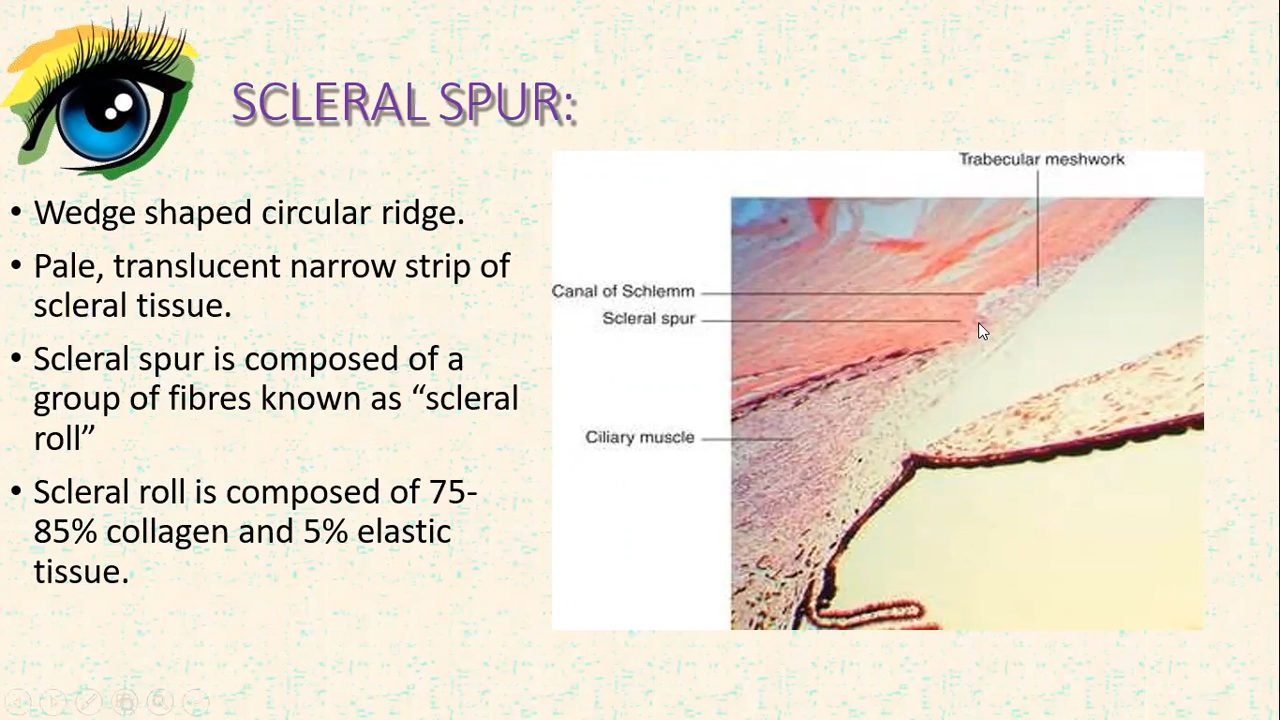 SCLERAL SPUR:
• Wedge shaped circular ridge.
• Pale, translucent narrow strip of
scleral tissue.
• Scleral spur is composed of a
group of fibres known as “scleral
roll”
• Scleral roll is composed of 75-
85% collagen and 5% elastic
tissue.
Trabecular meshwork
Canal of Schlemm
Scleral spur
Ciliary muscle